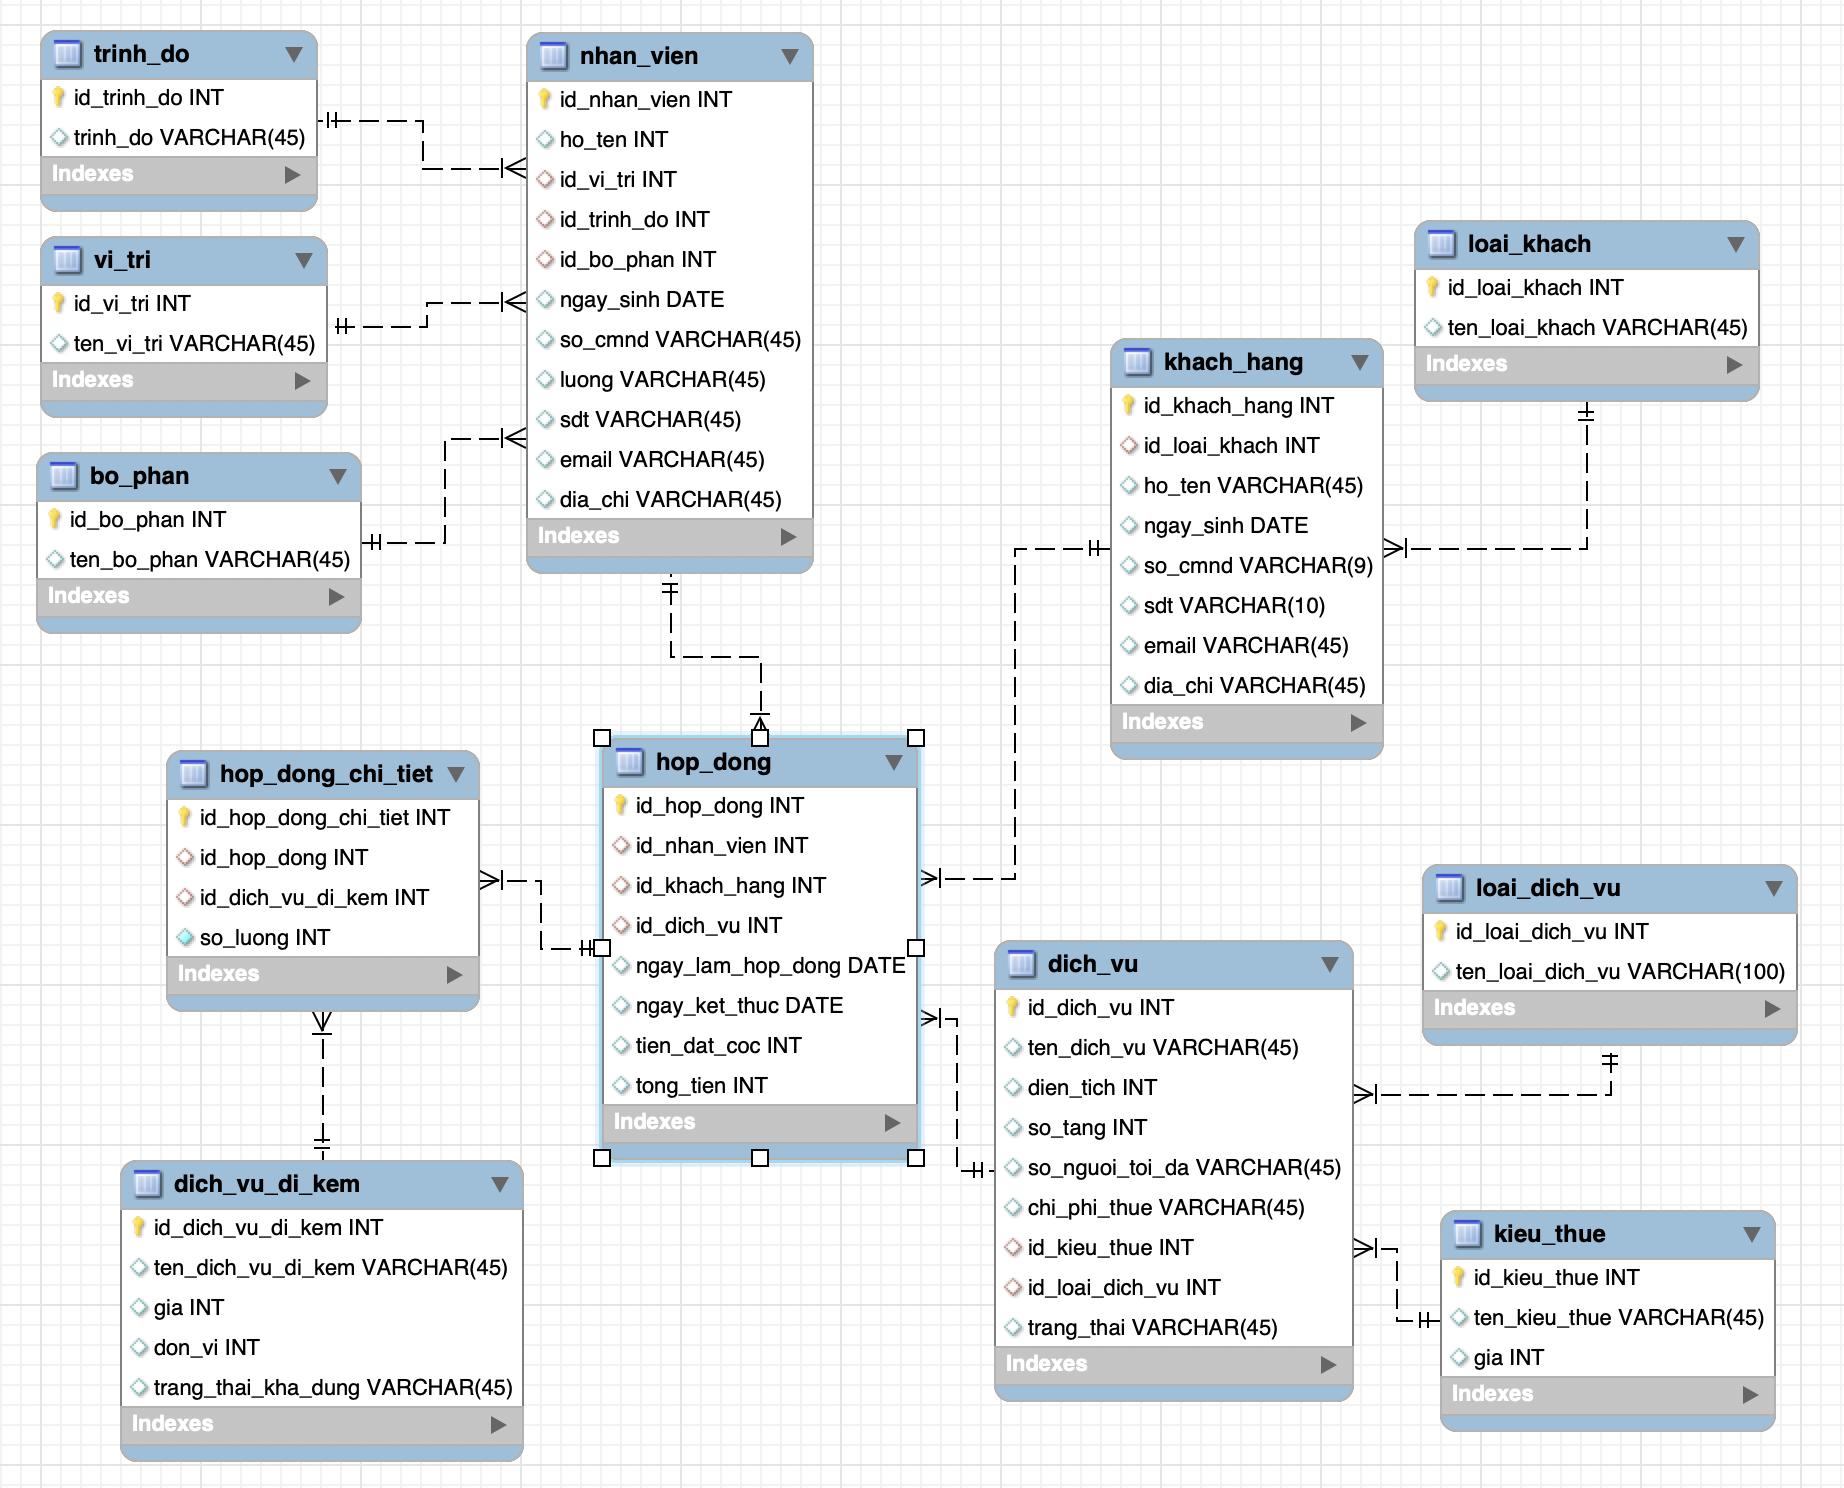 trinh_do
id_trinh_do INT
trinh_do VARCHAR(45)
Indexes
vi_tri
id_vi_tri INT
ten_vi_tri VARCHAR(45)
Indexes
bo_phan
id_bo_phan INT
ten_bo_phan VARCHAR(45)
Indexes
nhan_vien
id_nhan_vien INT
ho_ten INT
id_vi_tri INT
id_trinh_do INT
id_bo_phan INT
ngay_sinh DATE
so_cmnd VARCHAR(45)
luong VARCHAR(45)
sdt VARCHAR(45)
email VARCHAR(45)
dia_chi VARCHAR(45)
Indexes
khach_hang
id_khach_hang INT
id_loai_khach INT
ho_ten VARCHAR(45)
ngay_sinh DATE
so_cmnd VARCHAR(9)
sdt VARCHAR(10)
email VARCHAR(45)
dia_chi VARCHAR(45)
Indexes
loai_khach
id_loai_khach INT
ten_loai_khach VARCHAR(45)
Indexes
hop_dong_chi_tiet
id_hop_dong_chi_tiet INT
id_hop_dong INT
id_dich_vu_di_kem INT
so_luong INT
Indexes
hop_dong
id_hop_dong INT
id_nhan_vien INT
id_khach_hang INT
id_dich_vu INT
ngay_lam_hop_dong DATE
ngay_ket_thuc DATE
tien_dat_coc INT
tong_tien INT
Indexes
dich_vu
id_dich_vu INT
ten_dich_vu VARCHAR(45)
dien_tich INT
so_tang INT
so_nguoi_toi_da VARCHAR(45)
chi_phi_thue VARCHAR(45)
id_kieu_thue INT
id_loai_dich_vu INT
trang_thai VARCHAR(45)
Indexes
loai_dich_vu
id_loai_dich_vu INT
ten_loai_dich_vu VARCHAR(100)
Indexes
dich_vu_di_kem
id_dich_vu_di_kem INT
ten_dich_vu_di_kem VARCHAR(45)
gia INT
don_vi INT
trang_thai_kha_dung VARCHAR(45)
Indexes
kieu_thue
id_kieu_thue INT
ten_kieu_thue VARCHAR(45)
gia INT
Indexes